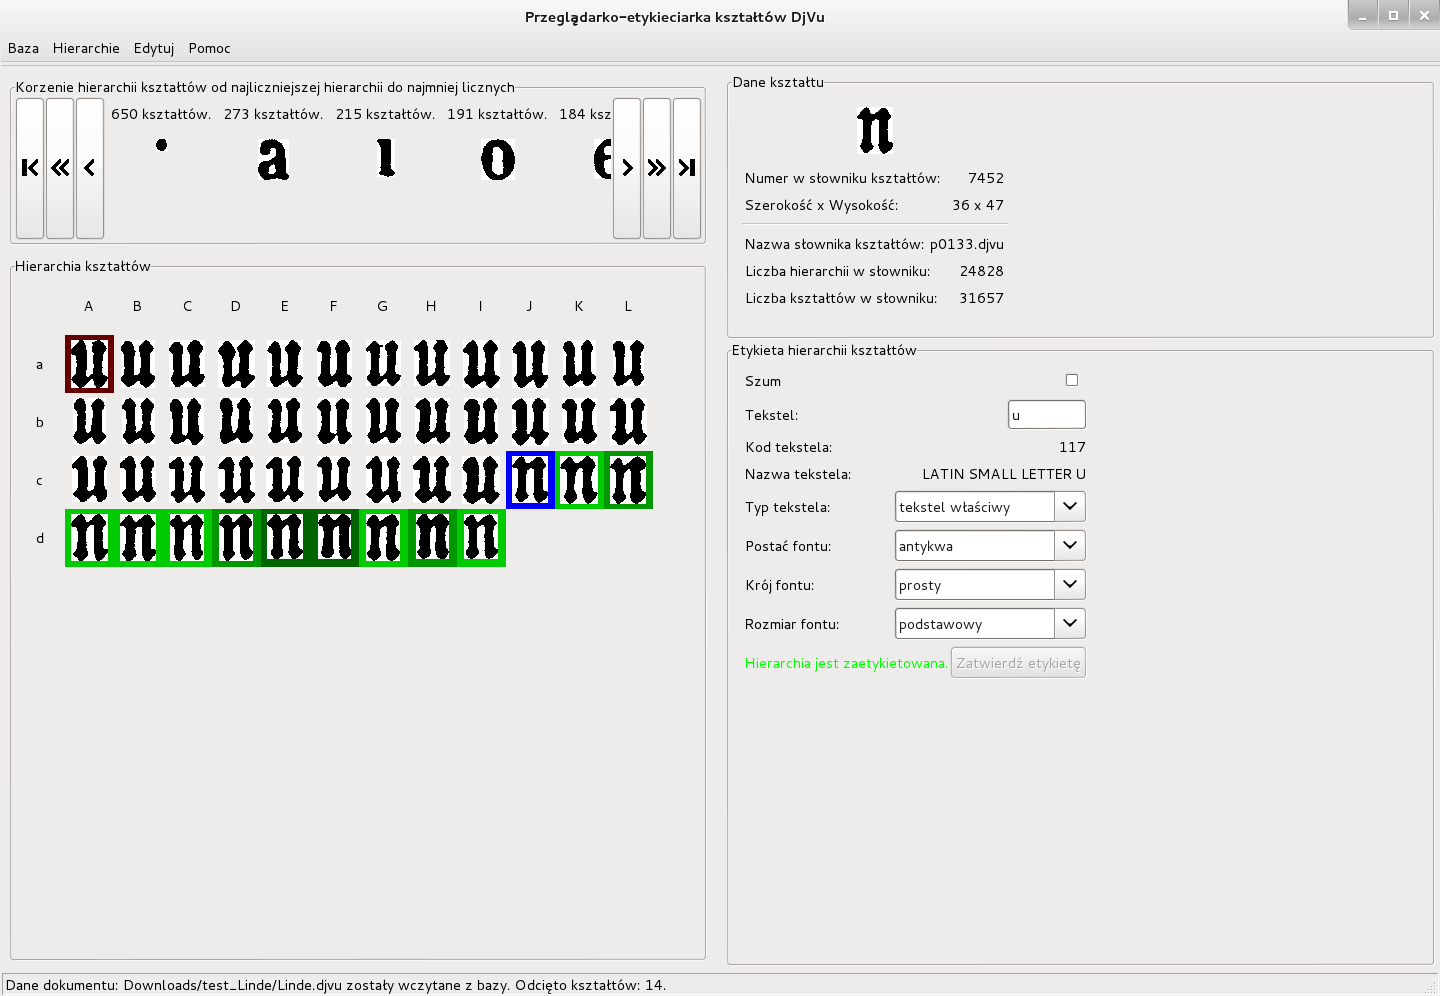 Przeglądarko-etykieciarka kształtów DjVu
Baza Hierarchie Edytuj Pomoc
Korzenie hierarchii kształtów od najliczniejszej hierarchii do najmniej licznych
650 kształtów. 273 kształtów. 215 kształtów. 191 kształtów. 184 ksz
a ı o
Hierarchia kształtów
A B C D E F G H I J K L
a u u u u u u u u u u u u
b u u u u u u u u u u u u
c u u u u u u u u u n n n
d n n n n n n n n n
Dane kształtu
n
Numer w słowniku kształtów: 7452
Szerokość x Wysokość: 36 x 47
Nazwa słownika kształtów: p0133.djvu
Liczba hierarchii w słowniku: 24828
Liczba kształtów w słowniku: 31657
Etykieta hierarchii kształtów
Szum
Tekstel: u
Kod tekstela: 117
Nazwa tekstela: LATIN SMALL LETTER U
Typ tekstela: tekstel właściwy
Postać fontu: antykwa
Krój fontu: prosty
Rozmiar fontu: podstawowy
Hierarchia jest zaetykietowana. Zatwierdź etykietę
Dane dokumentu: Downloads/test_Linde/Linde.djvu zostały wczytane z bazy. Odcięto kształtów: 14.